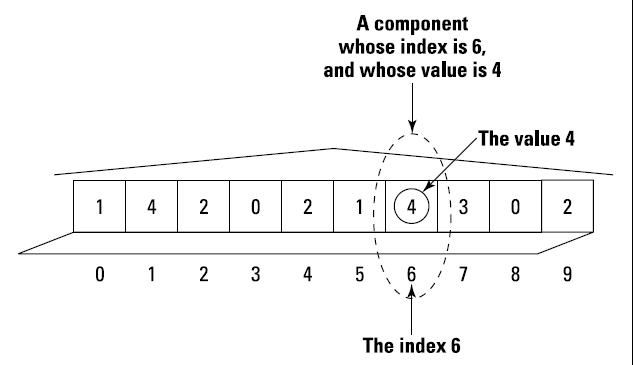 A component
whose index is 6,
and whose value is 4
The value 4
1 4 2 0 2 1 4 3 0 2
0 1 2 3 4 5 6 7 8 9
The index 6